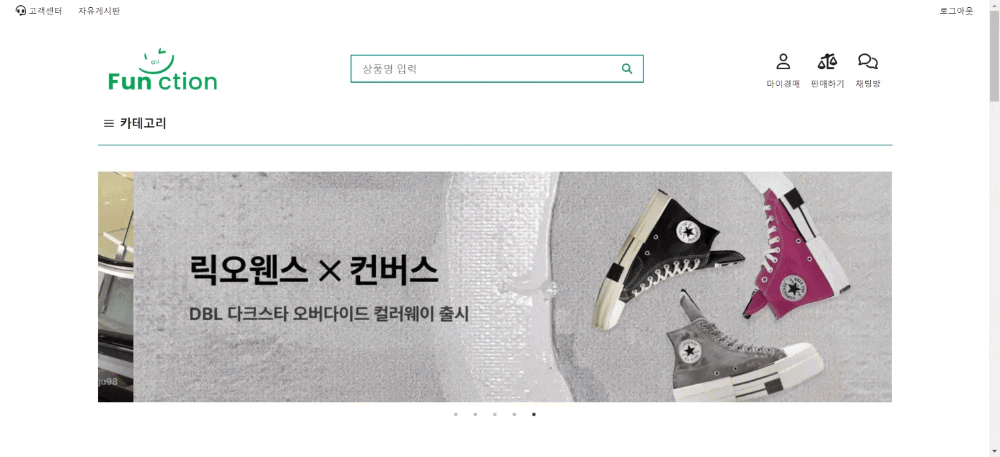 고객센터 자유게시판 로그아웃
au
Fun ction
상품명 입력
마이경매 판매하기 채팅방
카테고리
릭오웬스 × 컨버스
DBL 다크스타 오버다이드 컬러웨이 출시
gu98